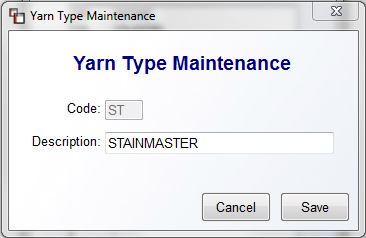 Yarn Type Maintenance
Yarn Type Maintenance
Code: ST
Description: STAINMASTER
Cancel Save